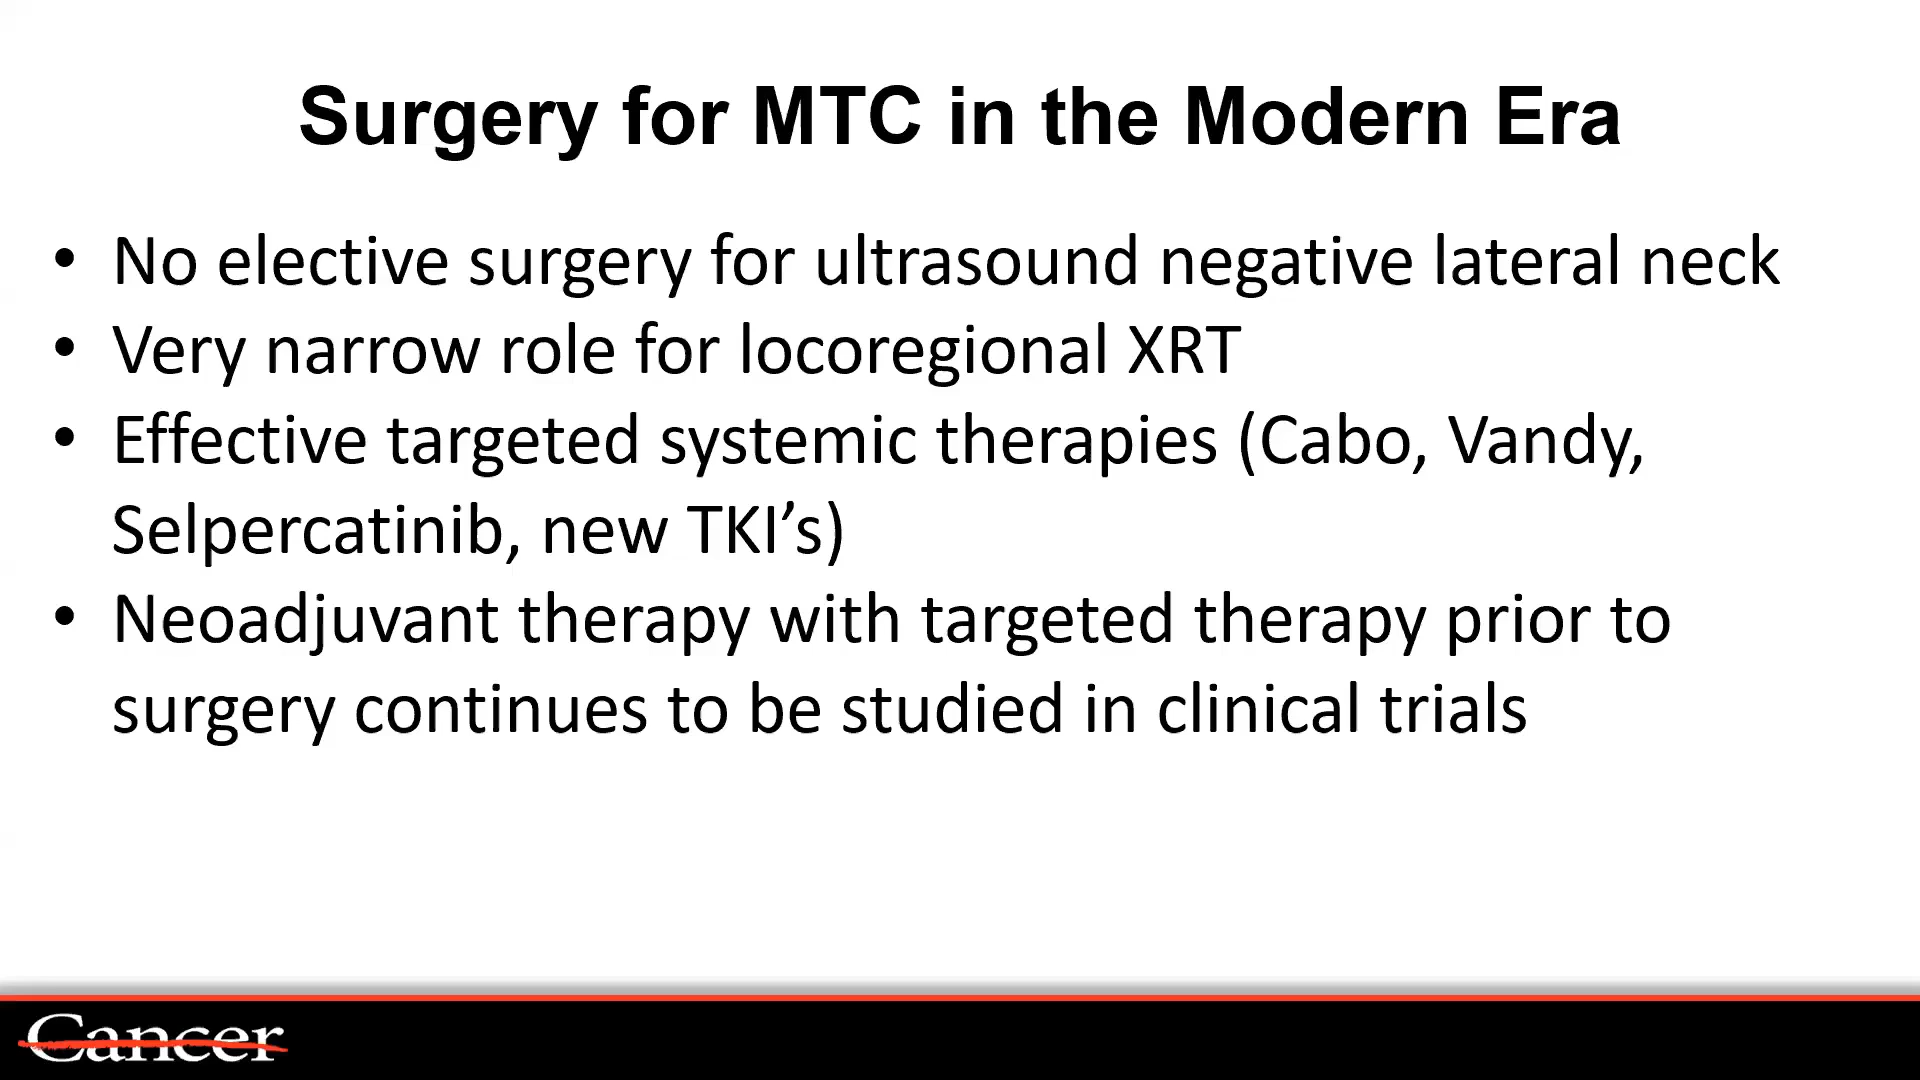 Surgery for MTC in the Modern Era
• No elective surgery for ultrasound negative lateral neck
• Very narrow role for locoregional XRT
• Effective targeted systemic therapies (Cabo, Vandy,
Selpercatinib, new TKI’s)
• Neoadjuvant therapy with targeted therapy prior to
surgery continues to be studied in clinical trials
Cancer